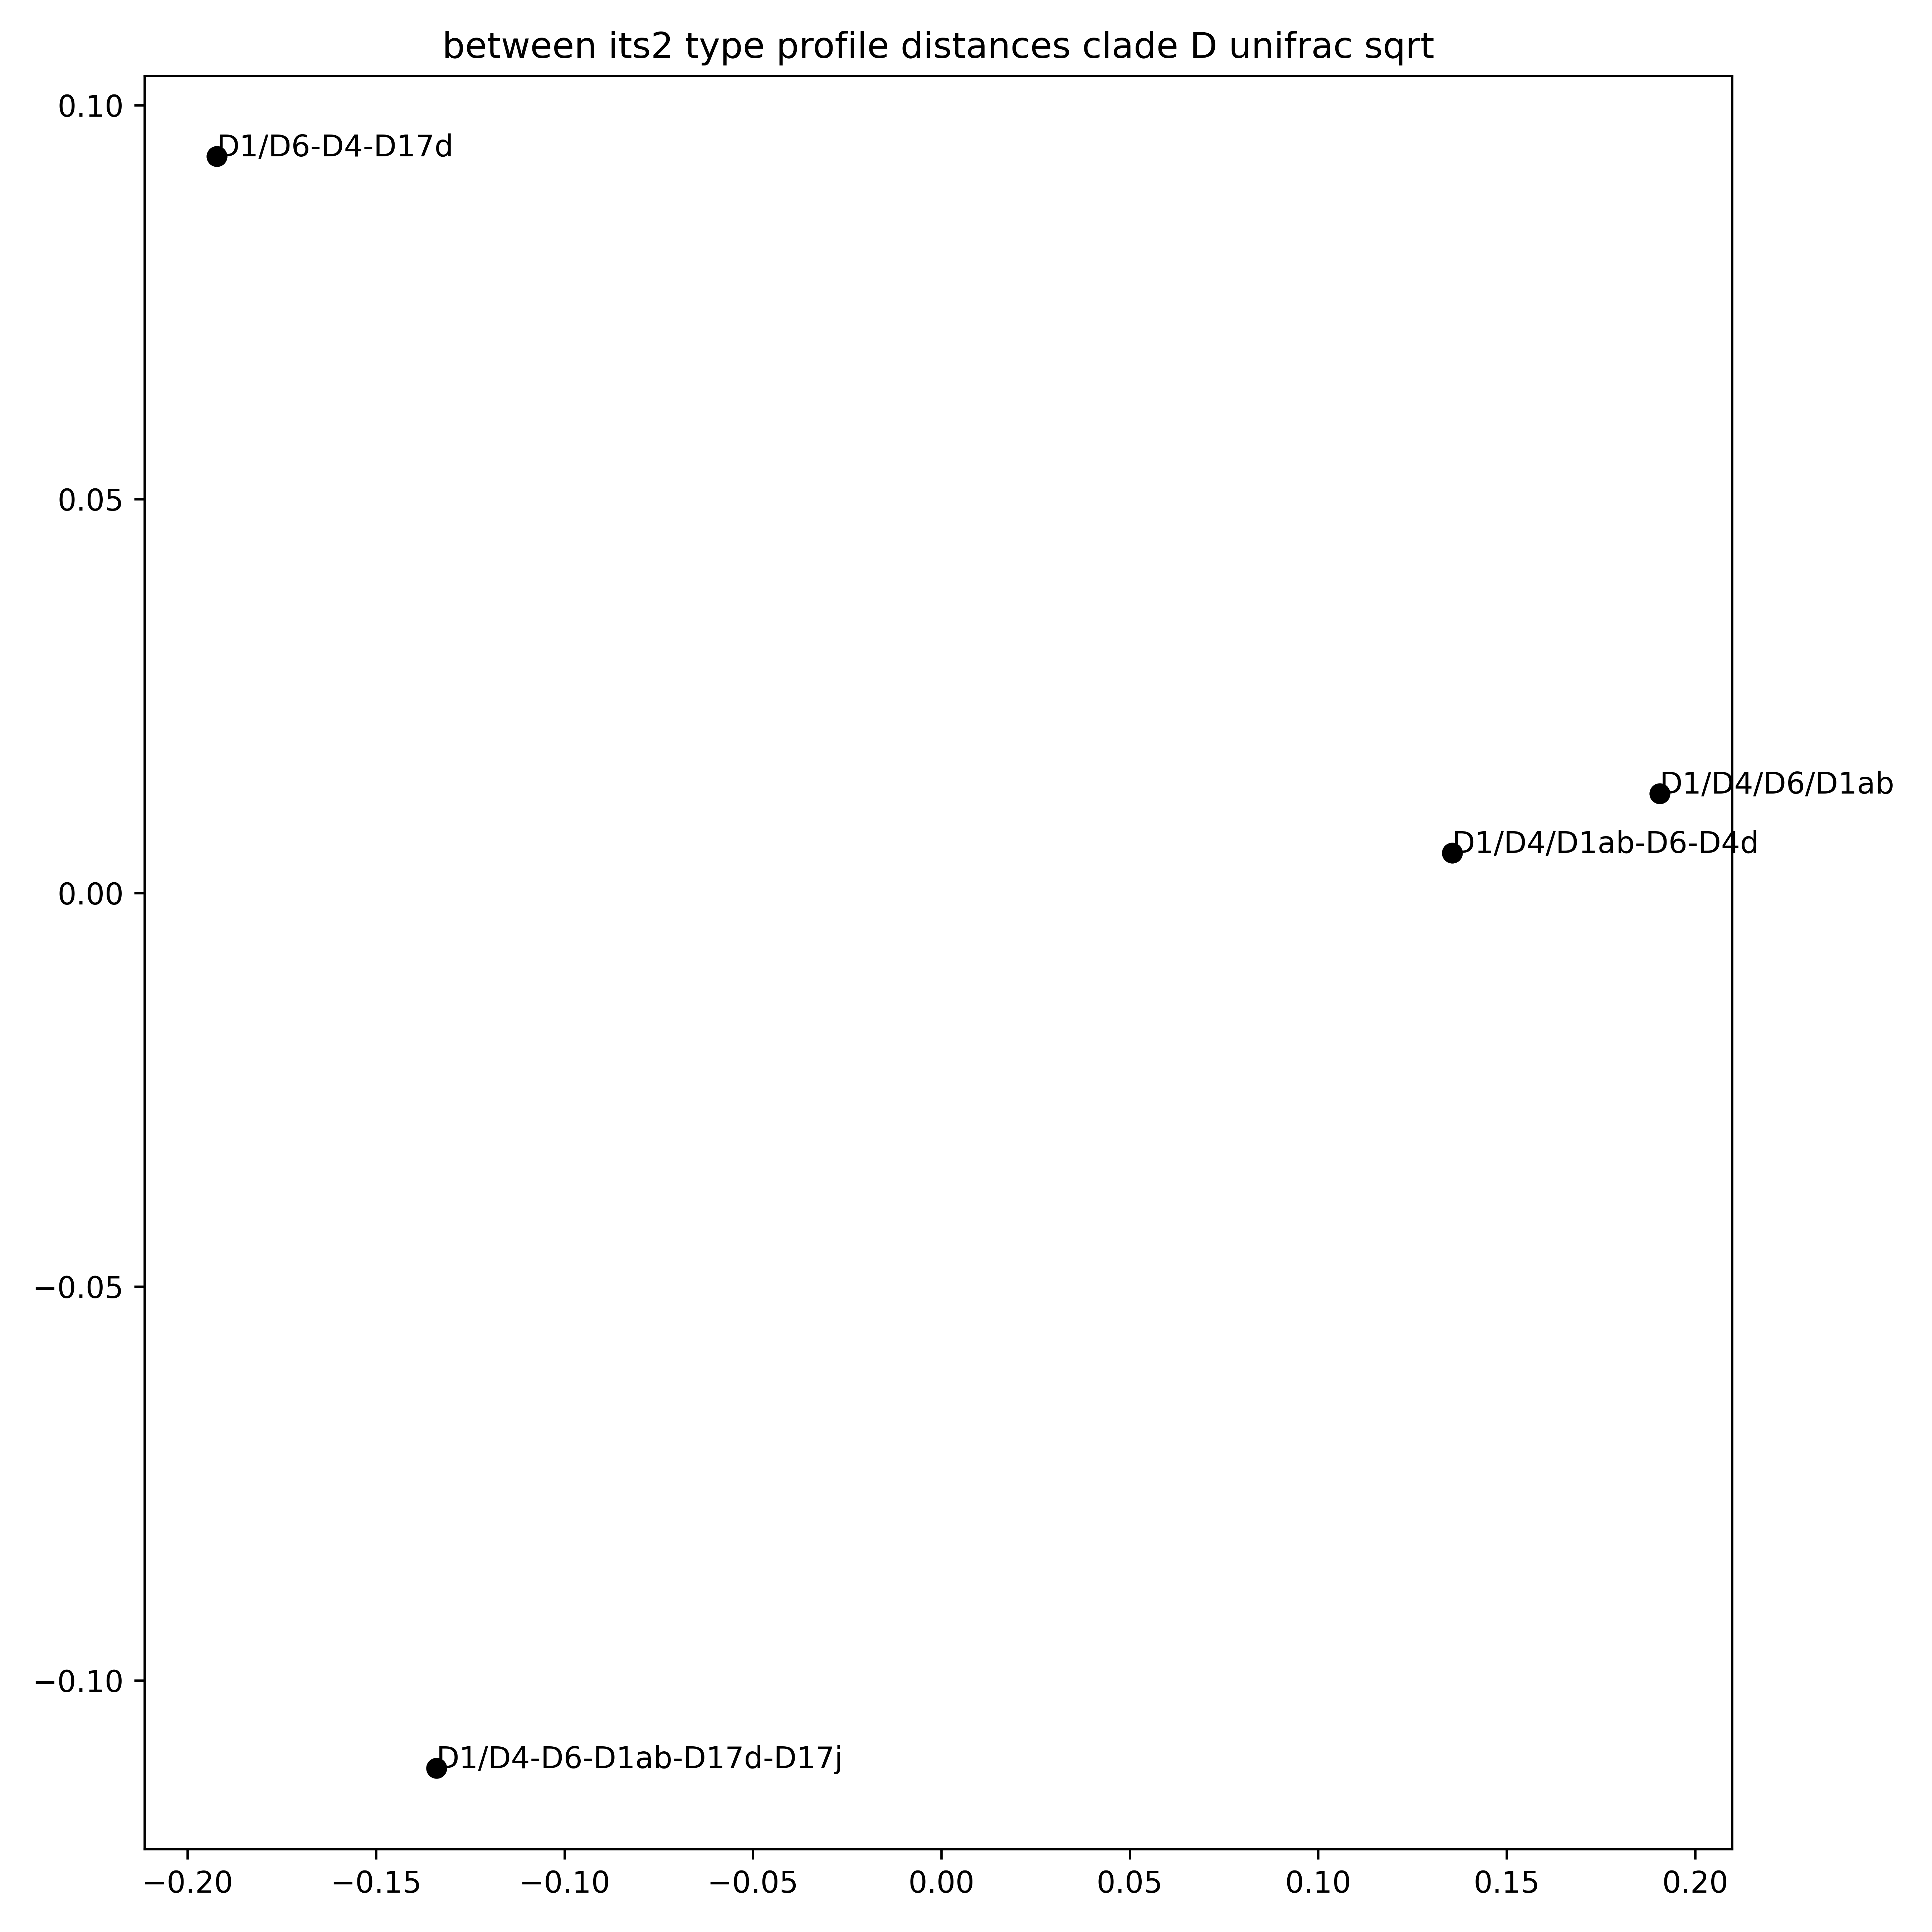 between its2 type profile distances clade D unifrac sqrt
0.10
D1/D6-D4-D17d
0.05
D1/D4/D6/D1ab
D1/D4/D1ab-D6-D4d
0.00
−0.05
−0.10
D1/D4-D6-D1ab-D17d-D17j
−0.20 −0.15 −0.10 −0.05 0.00 0.05 0.10 0.15 0.20